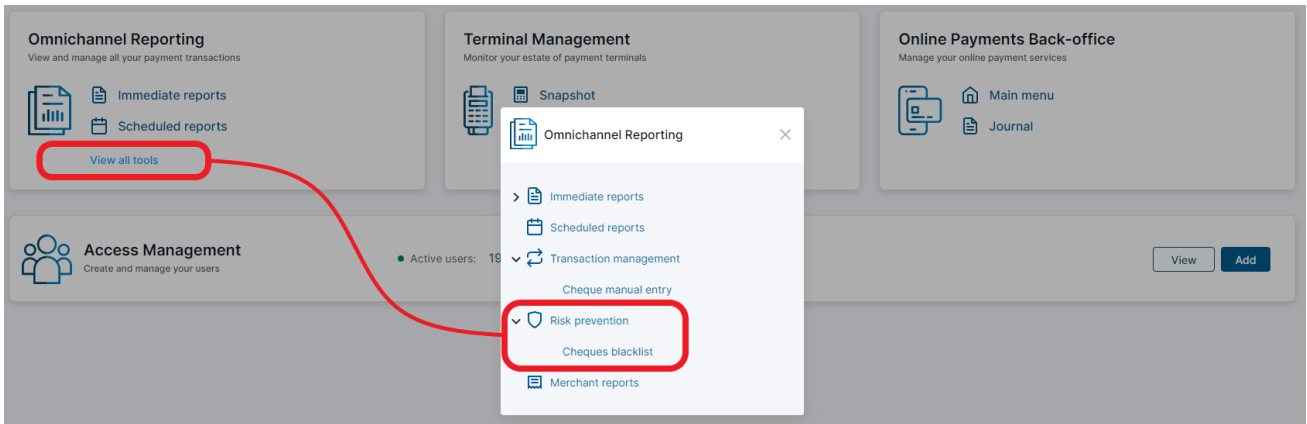 Omnichannel Reporting
View and manage all your payment transactions
Immediate reports
Scheduled reports
View all tools
Terminal Management
Monitor your estate of payment terminals
Snapshot
Online Payments Back-office
Manage your online payment services
Main menu
Journal
Access Management
Create and manage your users
Active users: 19
View
Add
Omnichannel Reporting
Immediate reports
Scheduled reports
Transaction management
Cheque manual entry
Risk prevention
Cheques blacklist
Merchant reports